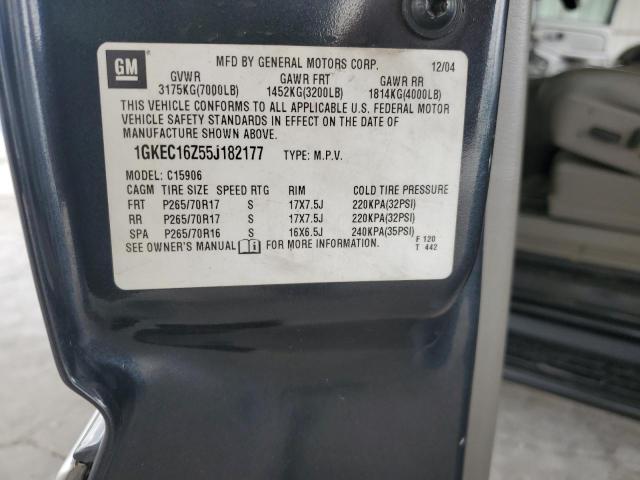 GM
MFD BY GENERAL MOTORS CORP. 12/04
GVWR GAWR FRT GAWR RR
3175KG(7000LB) 1452KG(3200LB) 1814KG(4000LB)
THIS VEHICLE CONFORMS TO ALL APPLICABLE U.S. FEDERAL MOTOR
VEHICLE SAFETY STANDARDS IN EFFECT ON THE DATE OF
MANUFACTURE SHOWN ABOVE.
1GKEC16Z55J182177 TYPE: M.P.V.
MODEL: C15906
CAGM TIRE SIZE SPEED RTG RIM COLD TIRE PRESSURE
FRT P265/70R17 S 17X7.5J 220KPA(32PSI)
RR P265/70R17 S 17X7.5J 220KPA(32PSI)
SPA P265/70R16 S 16X6.5J 240KPA(35PSI)
SEE OWNER'S MANUAL FOR MORE INFORMATION.
F 120
T 442